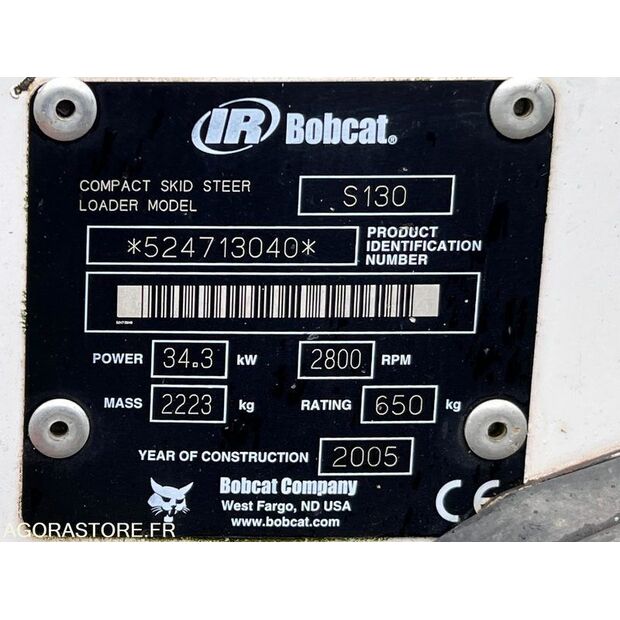 IR Bobcat®
COMPACT SKID STEER
LOADER MODEL
S130
*524713040*
PRODUCT
IDENTIFICATION
NUMBER
POWER 34.3 kW 2800 RPM
MASS 2223 kg RATING 650 kg
YEAR OF CONSTRUCTION 2005
Bobcat Company
West Fargo, ND USA
www.bobcat.com
CE
AGORASTORE.FR